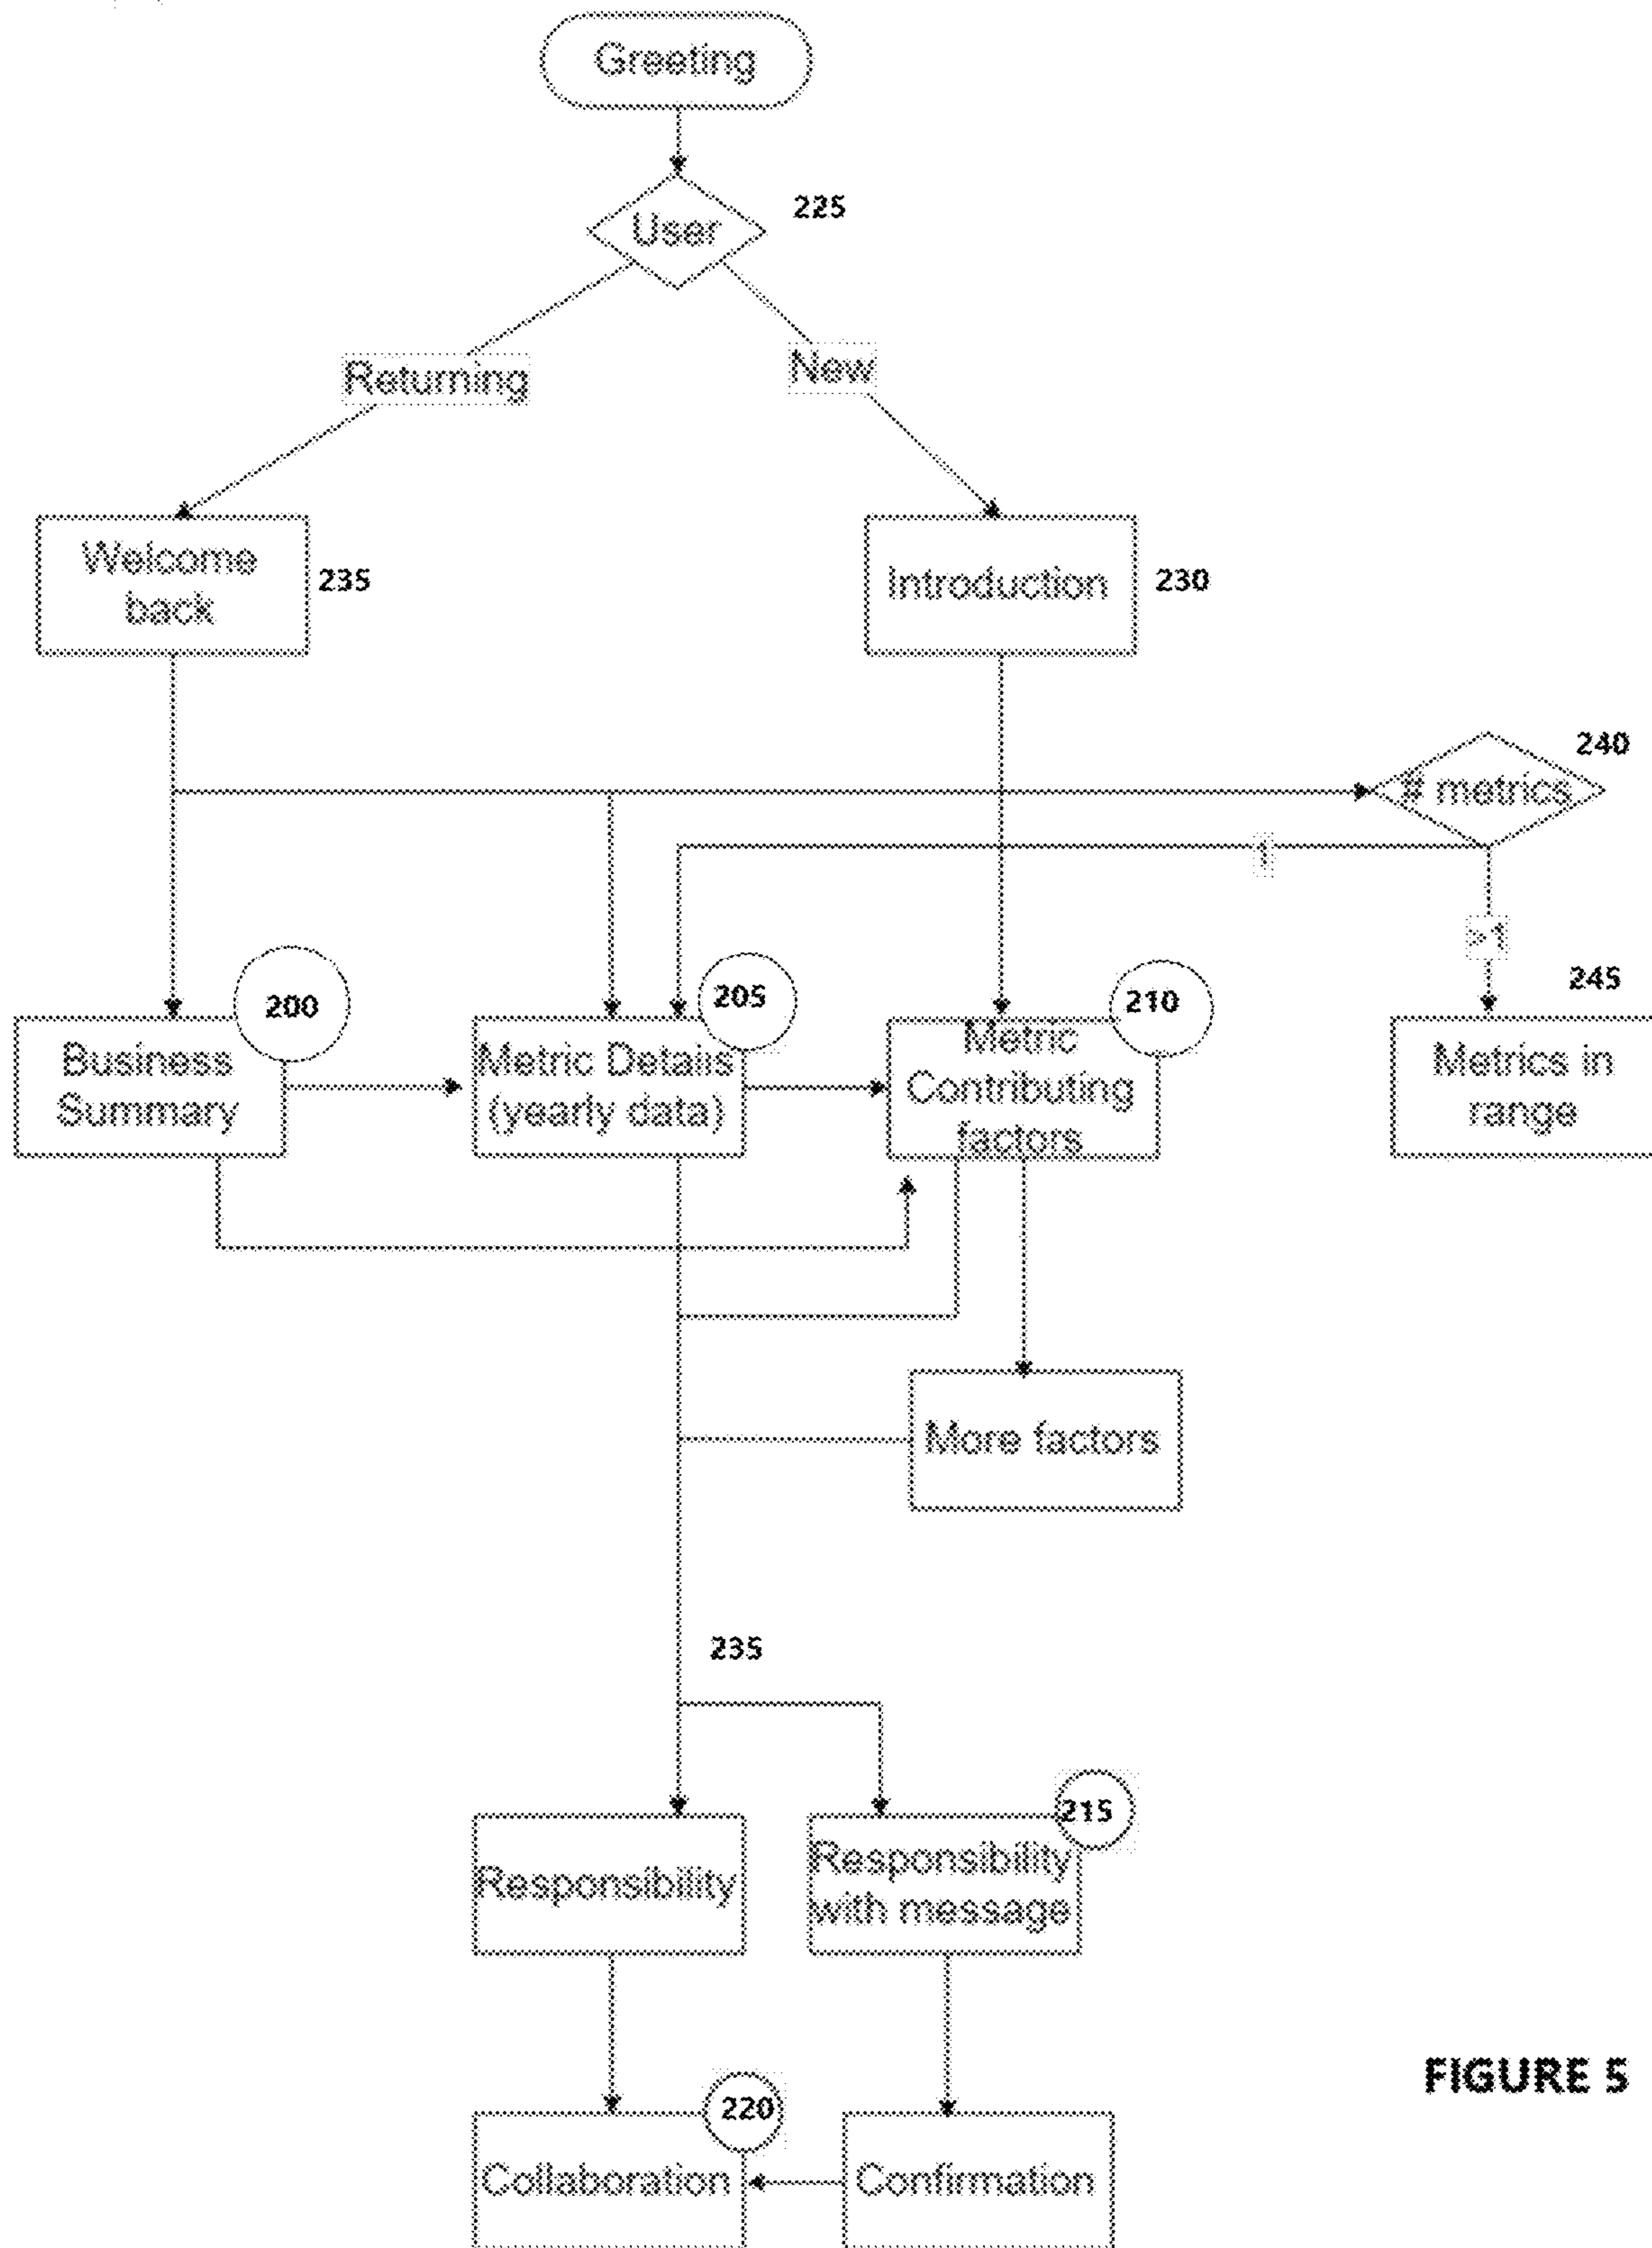 Greeting
User
225
Returning
New
Welcome
back
235
Introduction
230
# metrics
240
1
>1
Business
Summary
200
Metric Details
(yearly data)
205
Metric
Contributing
factors
210
Metrics in
range
245
More factors
235
Responsibility
Responsibility
with message
215
Collaboration
220
Confirmation
FIGURE 5